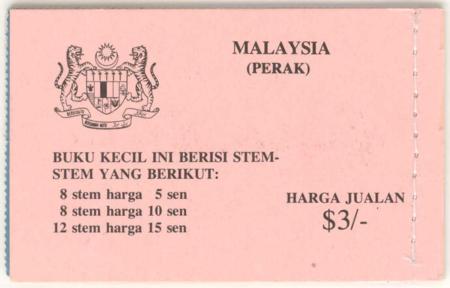 MALAYSIA
(PERAK)
BUKU KECIL INI BERISI STEM-
STEM YANG BERIKUT:
8 stem harga 5 sen
8 stem harga 10 sen
12 stem harga 15 sen
HARGA JUALAN
$3/-